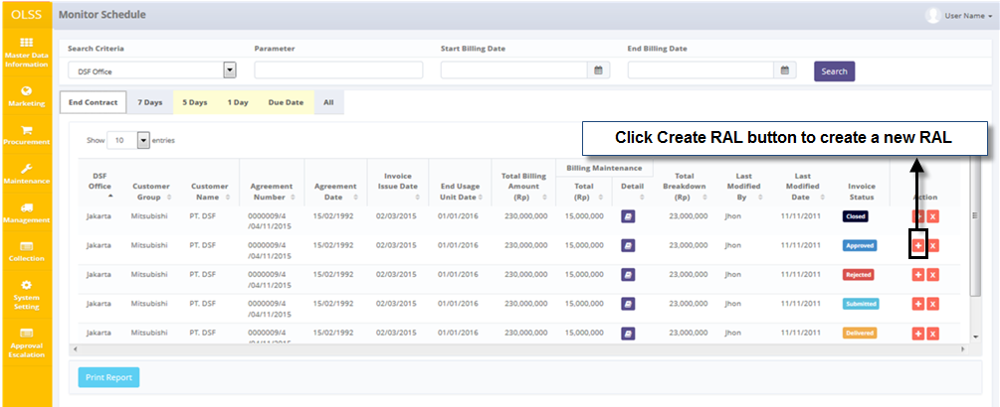 OLSS
Monitor Schedule
User Name
Master Data
Information
Marketing
Procurement
Maintenance
Management
Collection
System
Setting
Approval
Escalation
Search Criteria
Parameter
Start Billing Date
End Billing Date
DSF Office
Search
End Contract
7 Days
5 Days
1 Day
Due Date
All
Show 10 entries
Click Create RAL button to create a new RAL
DSF
Office
Customer
Group
Customer
Name
Agreement
Number
Agreement
Date
Invoice
Issue Date
End Usage
Unit Date
Total Billing
Amount
(Rp)
Billing Maintenance
Total
(Rp)
Detail
Total
Breakdown
(Rp)
Last
Modified
By
Last
Modified
Date
Invoice
Status
Action
Jakarta Mitsubishi PT. DSF 0000009/4 15/02/1992 02/03/2015 01/01/2016 230,000,000 15,000,000 23,000,000 Jhon 11/11/2011 Closed + X
/04/11/2015
Jakarta Mitsubishi PT. DSF 0000009/4 15/02/1992 02/03/2015 01/01/2016 230,000,000 15,000,000 23,000,000 Jhon 11/11/2011 Approved + X
/04/11/2015
Jakarta Mitsubishi PT. DSF 0000009/4 15/02/1992 02/03/2015 01/01/2016 230,000,000 15,000,000 23,000,000 Jhon 11/11/2011 Rejected + X
/04/11/2015
Jakarta Mitsubishi PT. DSF 0000009/4 15/02/1992 02/03/2015 01/01/2016 230,000,000 15,000,000 23,000,000 Jhon 11/11/2011 Submitted + X
/04/11/2015
Jakarta Mitsubishi PT. DSF 0000009/4 15/02/1992 02/03/2015 01/01/2016 230,000,000 15,000,000 23,000,000 Jhon 11/11/2011 Delivered + X
/04/11/2015
Print Report